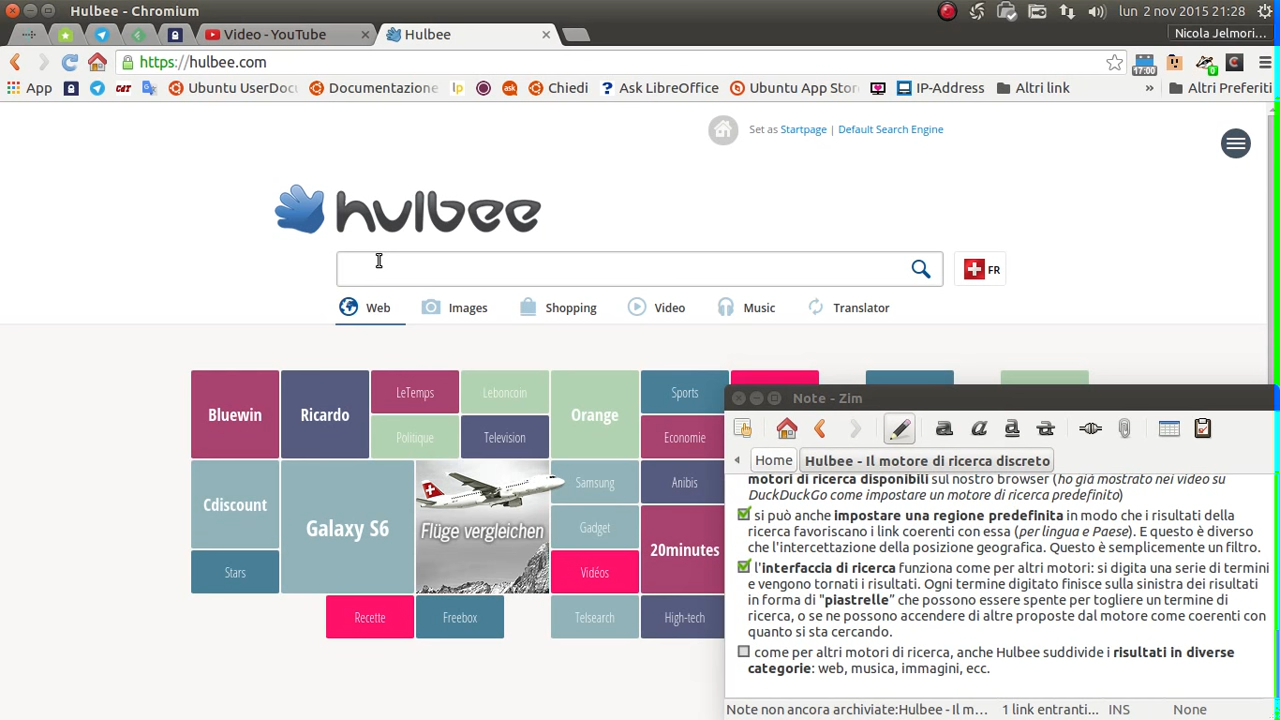 Hulbee - Chromium
lun 2 nov 2015 21:28
Video - YouTube
Hulbee
Nicola Jelmori...
https://hulbee.com
17:00
0
App
CdT
Ubuntu UserDocu
Documentazione
lp
ask
Chiedi
? Ask LibreOffice
Ubuntu App Stor
IP-Address
Altri link
»
Altri Preferiti
Set as Startpage | Default Search Engine
hulbee
FR
Web
Images
Shopping
Video
Music
Translator
Bluewin
Ricardo
LeTemps
Leboncoin
Orange
Sports
Politique
Television
Economie
Cdiscount
Galaxy S6
Flüge vergleichen
Samsung
Anibis
Gadget
20minutes
Stars
Vidéos
Recette
Freebox
Telsearch
High-tech
Note - Zim
Home
Hulbee - Il motore di ricerca discreto
motori di ricerca disponibili sul nostro browser (ho già mostrato nei video su
DuckDuckGo come impostare un motore di ricerca predefinito)
si può anche impostare una regione predefinita in modo che i risultati della
ricerca favoriscano i link coerenti con essa (per lingua e Paese). E questo è diverso
che l'intercettazione della posizione geografica. Questo è semplicemente un filtro.
l'interfaccia di ricerca funziona come per altri motori: si digita una serie di termini
e vengono tornati i risultati. Ogni termine digitato finisce sulla sinistra dei risultati
in forma di "piastrelle" che possono essere spente per togliere un termine di
ricerca, o se ne possono accendere di altre proposte dal motore come coerenti con
quanto si sta cercando.
come per altri motori di ricerca, anche Hulbee suddivide i risultati in diverse
categorie: web, musica, immagini, ecc.
Note non ancora archiviate:Hulbee - Il m...
1 link entranti...
INS
None